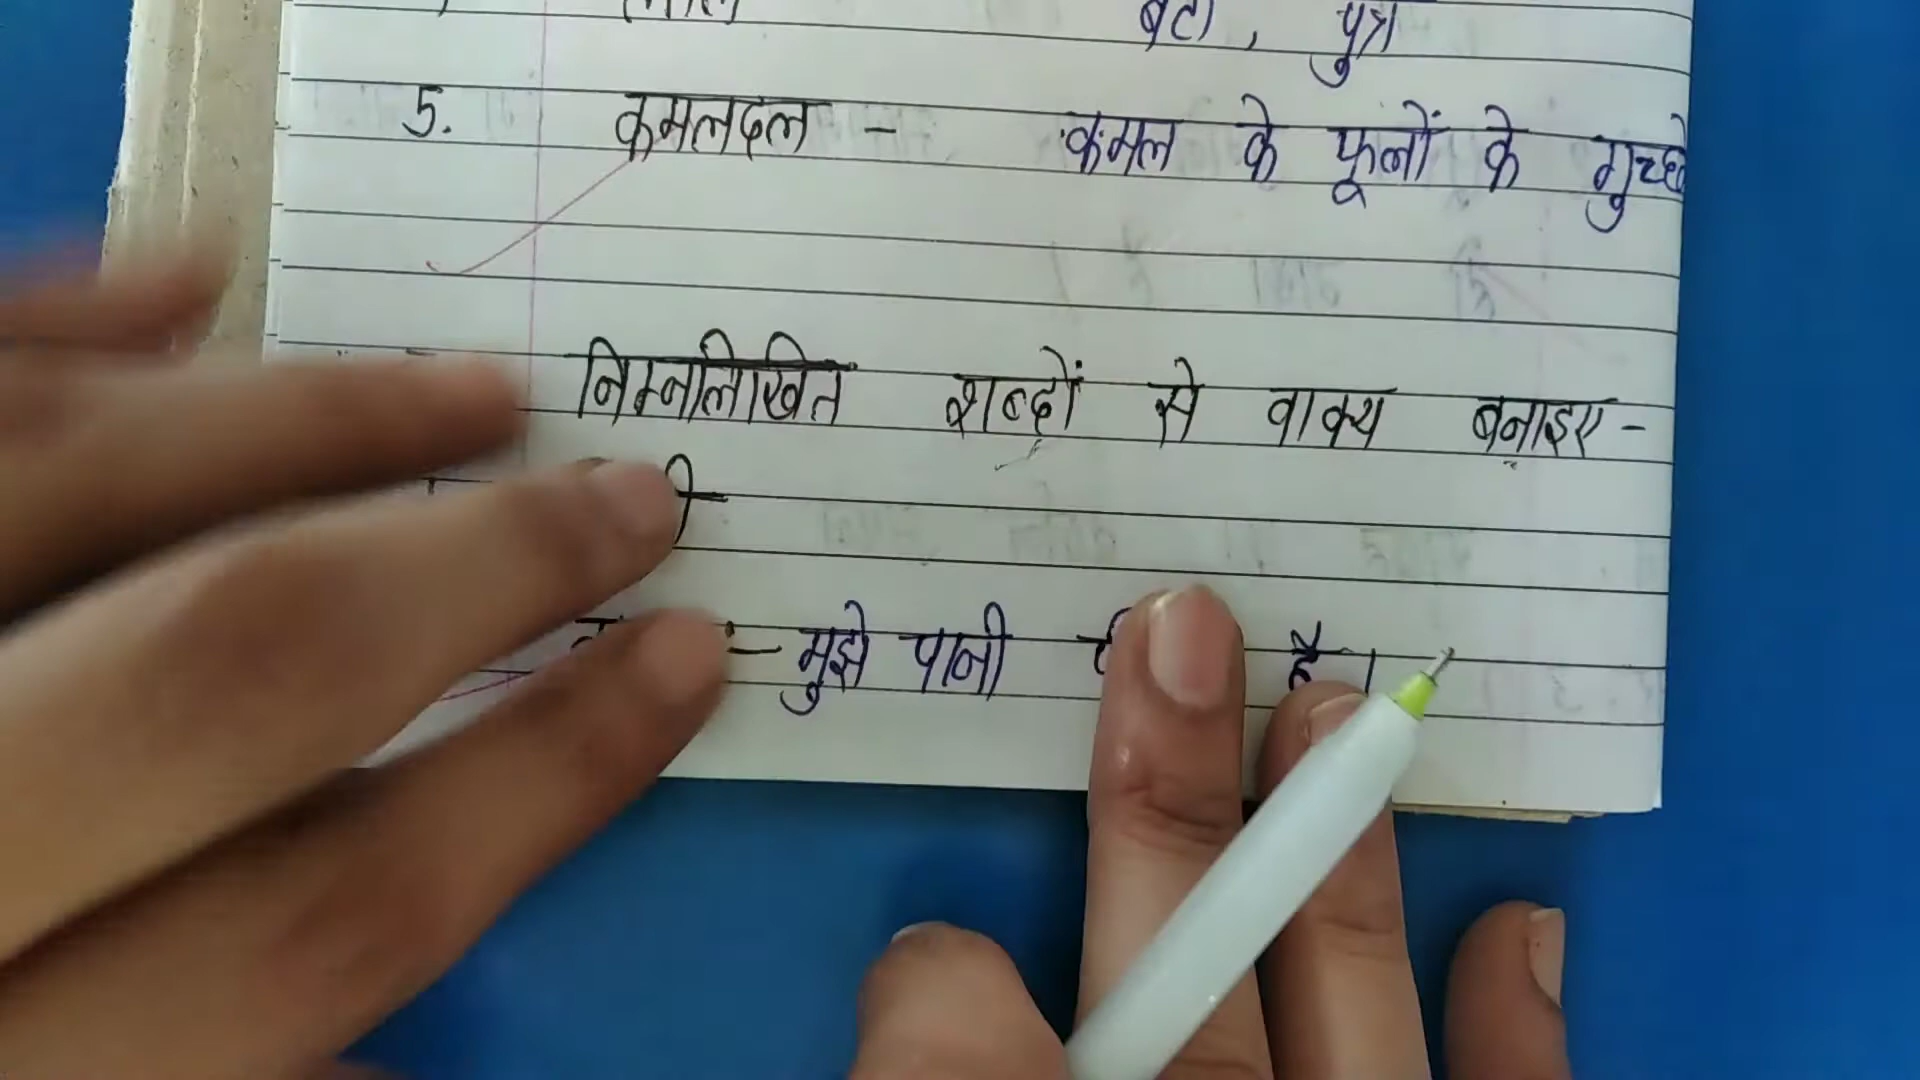 लाल बेटा, पुत्र
5. कमलदल - कमल के फूलों के गुच्छे
निम्नलिखित शब्दों से वाक्य बनाइए-
:- मुझे पानी है।